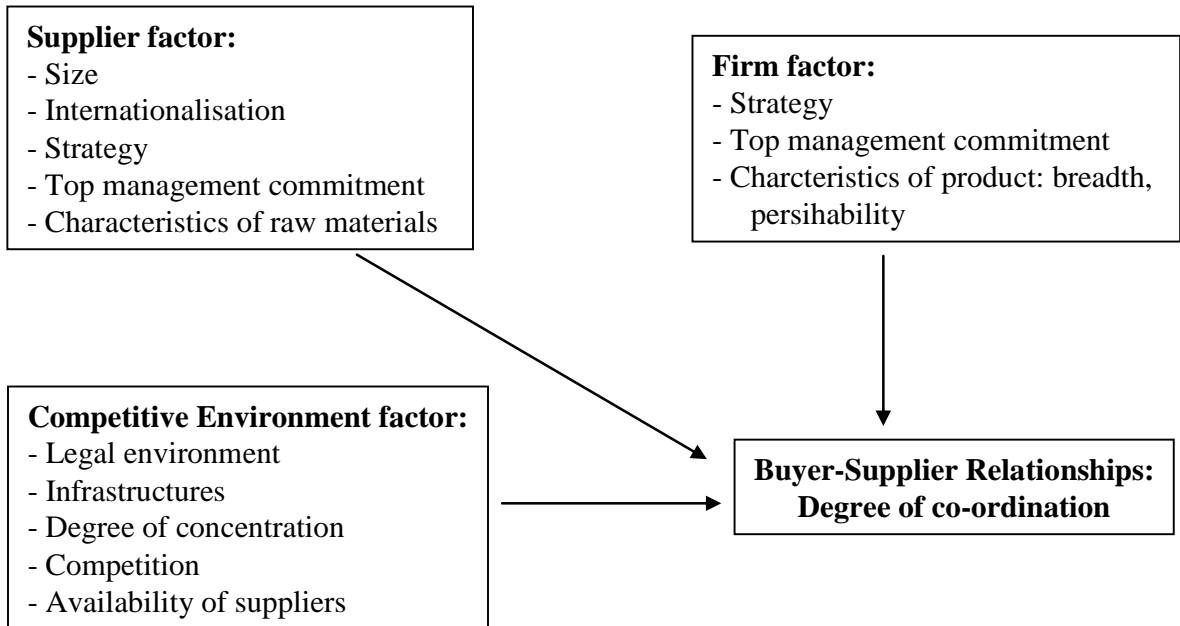 Supplier factor:
- Size
- Internationalisation
- Strategy
- Top management commitment
- Characteristics of raw materials
Firm factor:
- Strategy
- Top management commitment
- Charcteristics of product: breadth,
persihability
Competitive Environment factor:
- Legal environment
- Infrastructures
- Degree of concentration
- Competition
- Availability of suppliers
Buyer-Supplier Relationships:
Degree of co-ordination